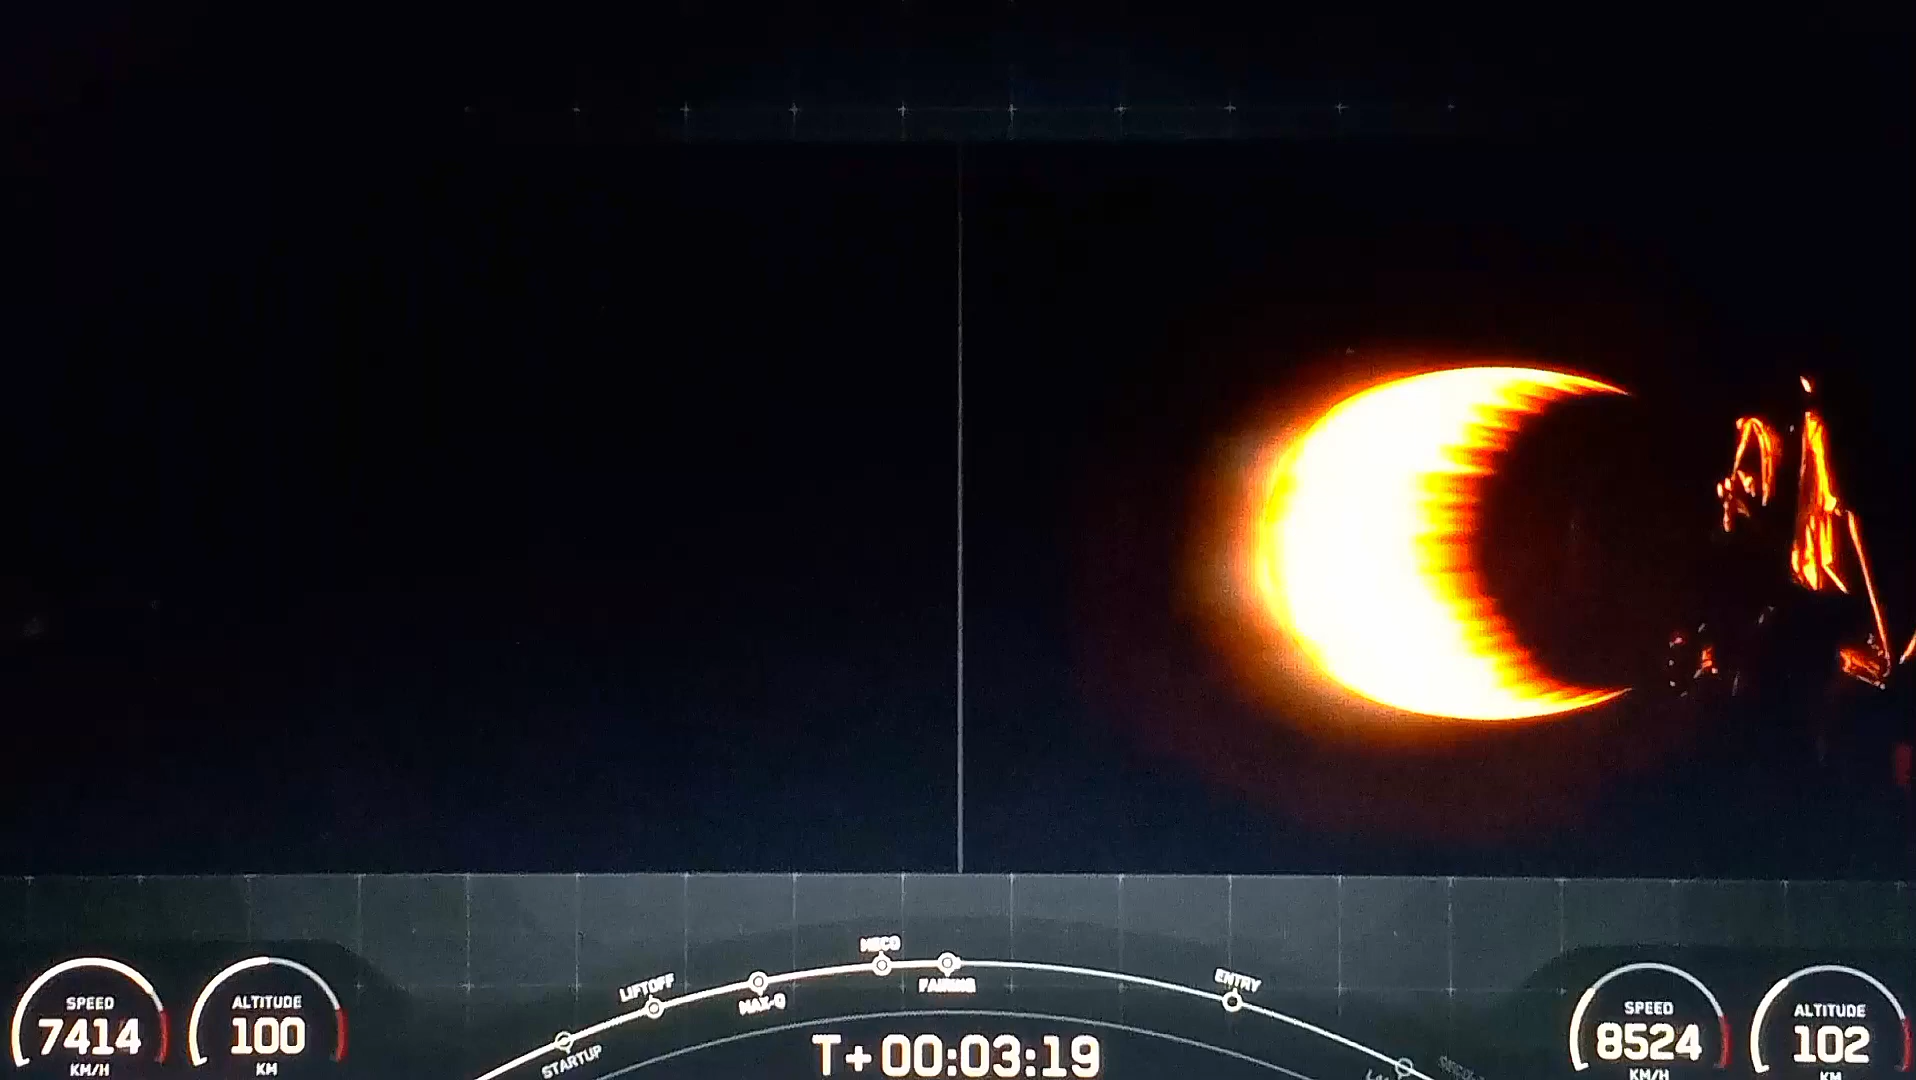 MECO
LIFTOFF
MAX-Q
FAIRING
ENTRY
STARTUP
SPEED
7414
KM/H
ALTITUDE
100
KM
T+00:03:19
SPEED
8524
KM/H
ALTITUDE
102
KM